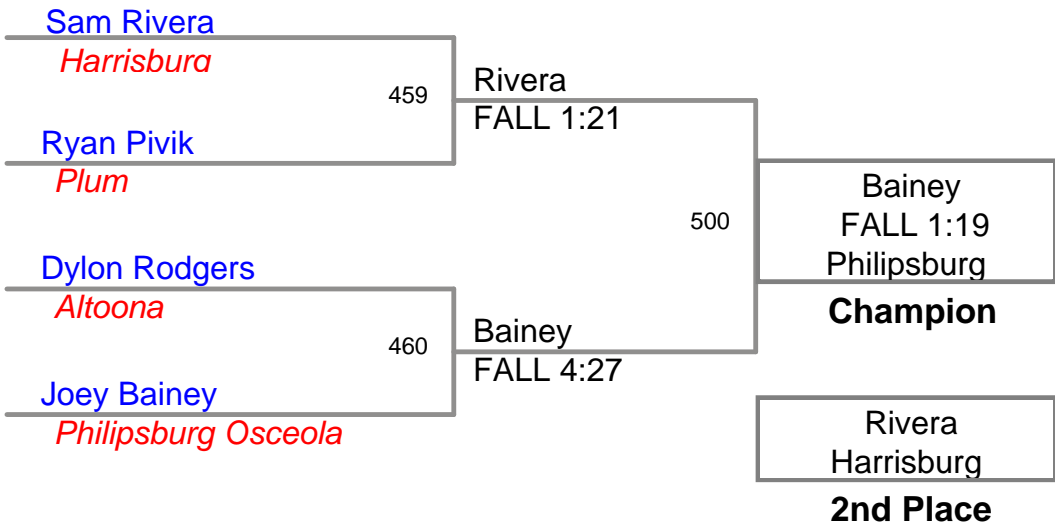 Sam Rivera
Harrisburg
459
Rivera
FALL 1:21
Ryan Pivik
Plum
500
Bainey
FALL 1:19
Philipsburg
Champion
Dylon Rodgers
Altoona
460
Bainey
FALL 4:27
Joey Bainey
Philipsburg Osceola
Rivera
Harrisburg
2nd Place